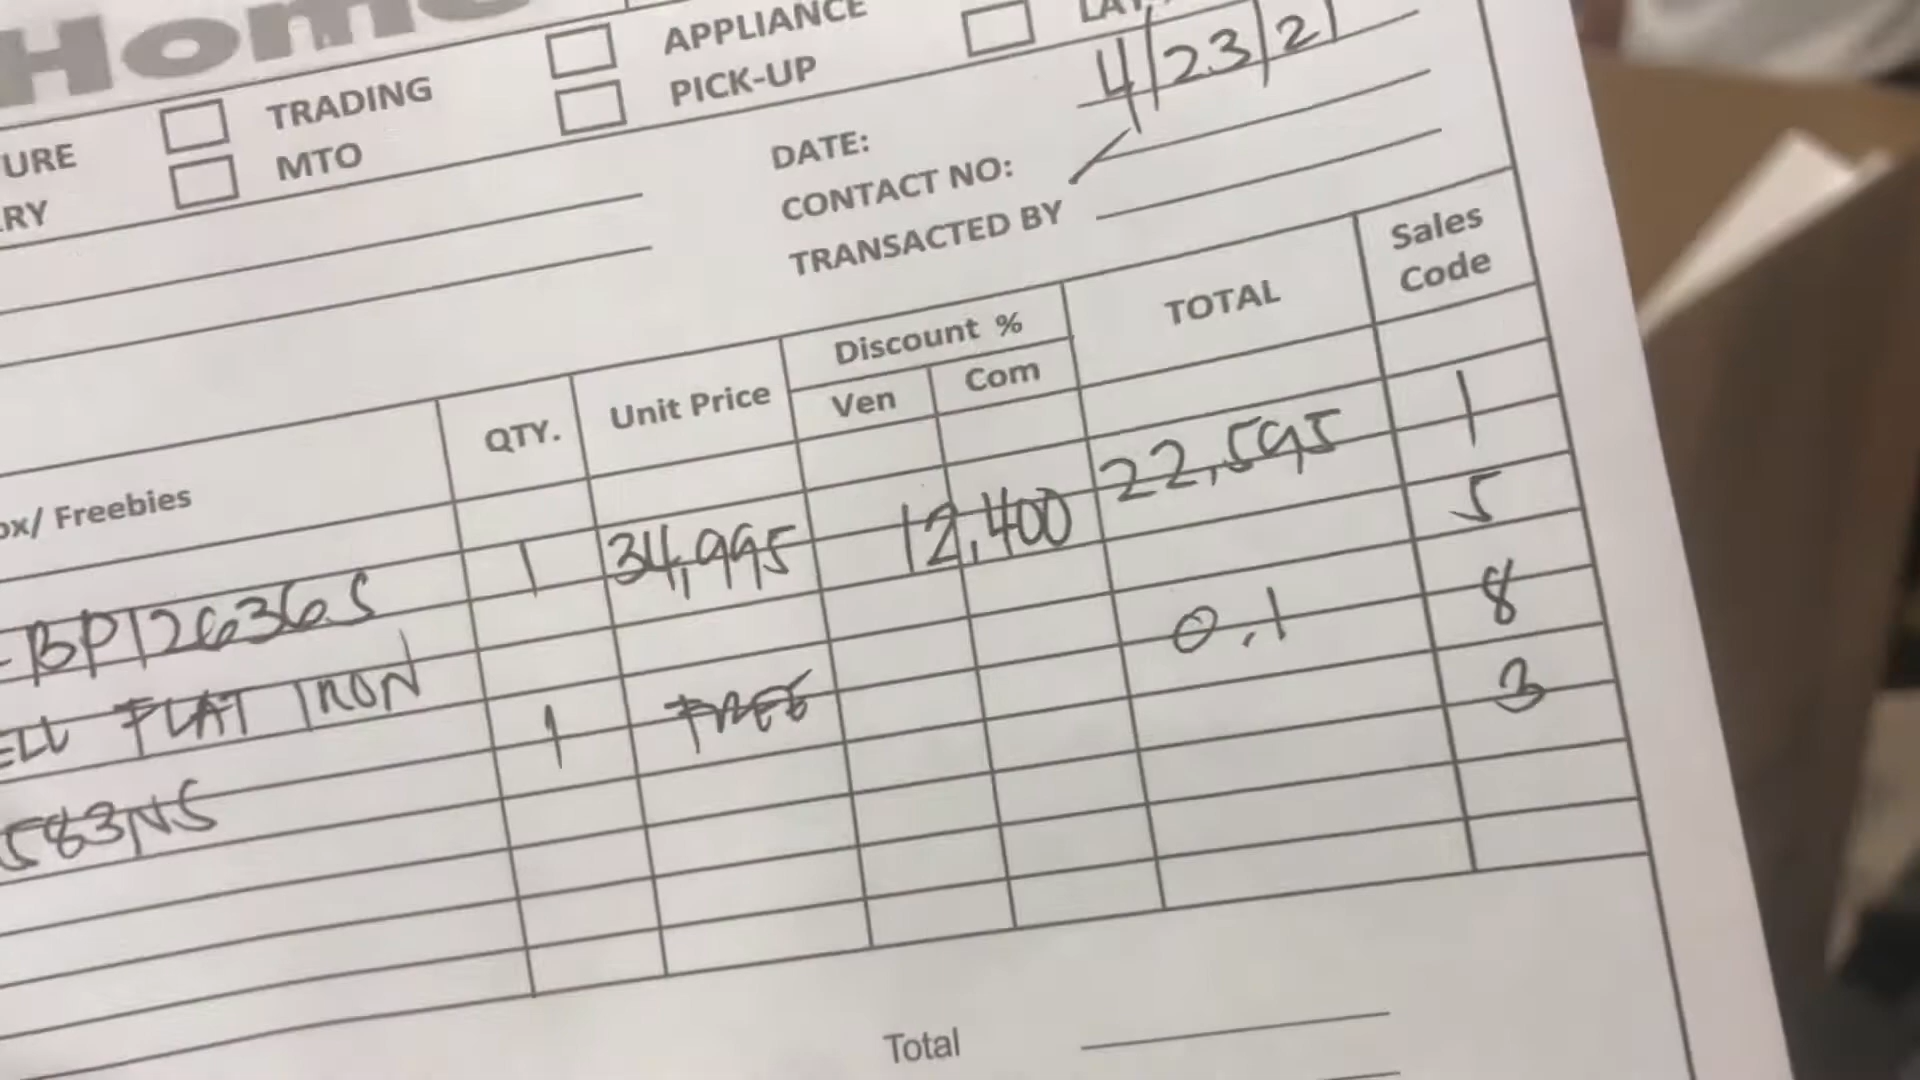 Home
APPLIANCE
TRADING
PICK-UP
URE
MTO
RY
DATE: 4/23/21
CONTACT NO:
TRANSACTED BY
ox/ Freebies QTY. Unit Price Discount % Ven Com TOTAL Sales Code
- BP126365 1 34,995 12,400 22,595 1
ELL FLAT IRON 1 FREE 0.1 5
583NS 8
3
Total